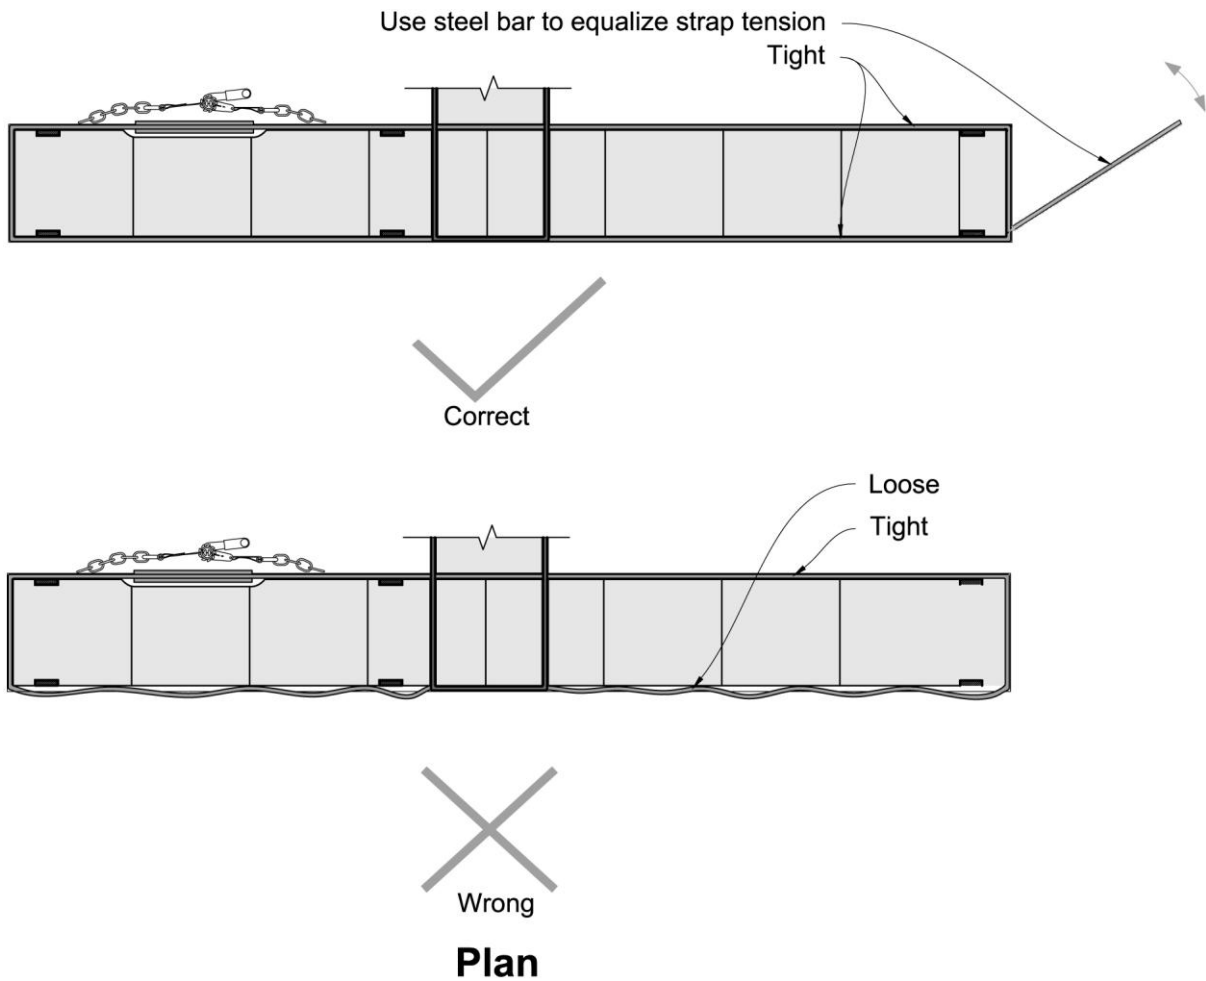 Use steel bar to equalize strap tension
Tight
Correct
Loose
Tight
Wrong
Plan